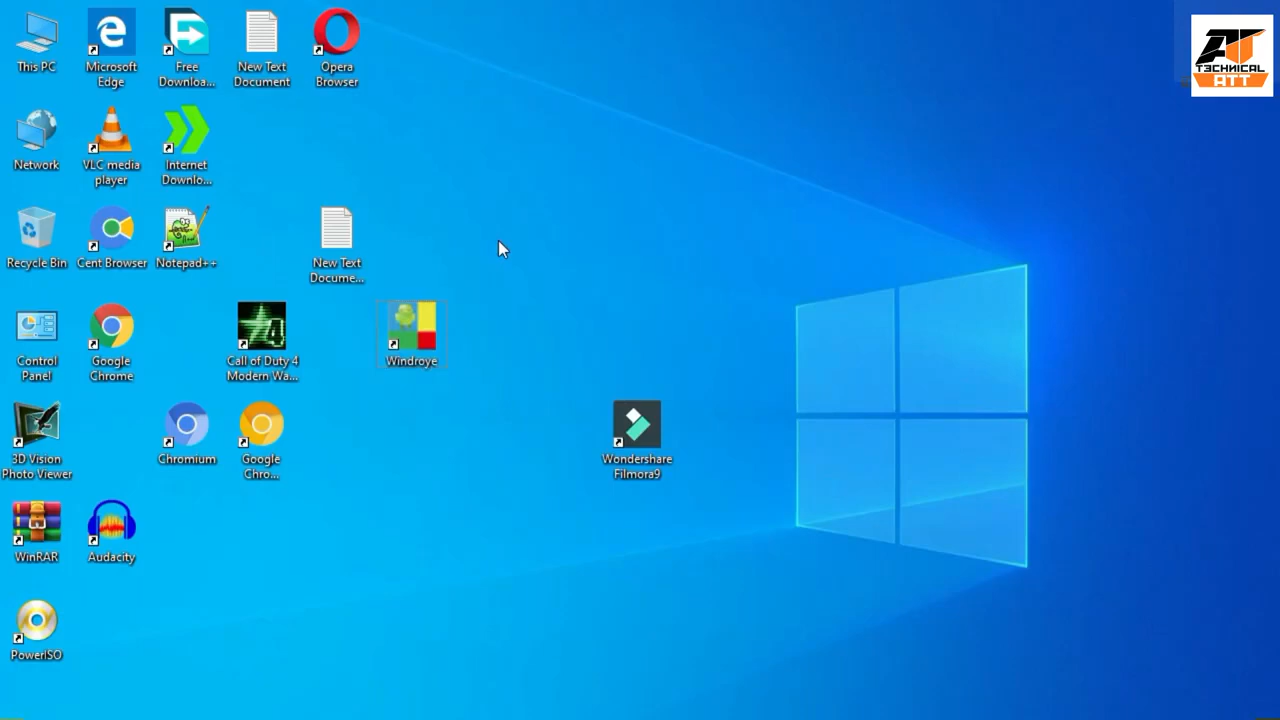 This PC
Microsoft
Edge
Free
Downloa...
New Text
Document
Opera
Browser
AT
T3CHNICAL
ATT
Network
VLC media
player
Internet
Downlo...
Recycle Bin
Cent Browser
Notepad++
New Text
Docume...
Control
Panel
Google
Chrome
Call of Duty 4
Modern Wa...
Windroye
3D Vision
Photo Viewer
Chromium
Google
Chro...
Wondershare
Filmora9
WinRAR
Audacity
PowerISO